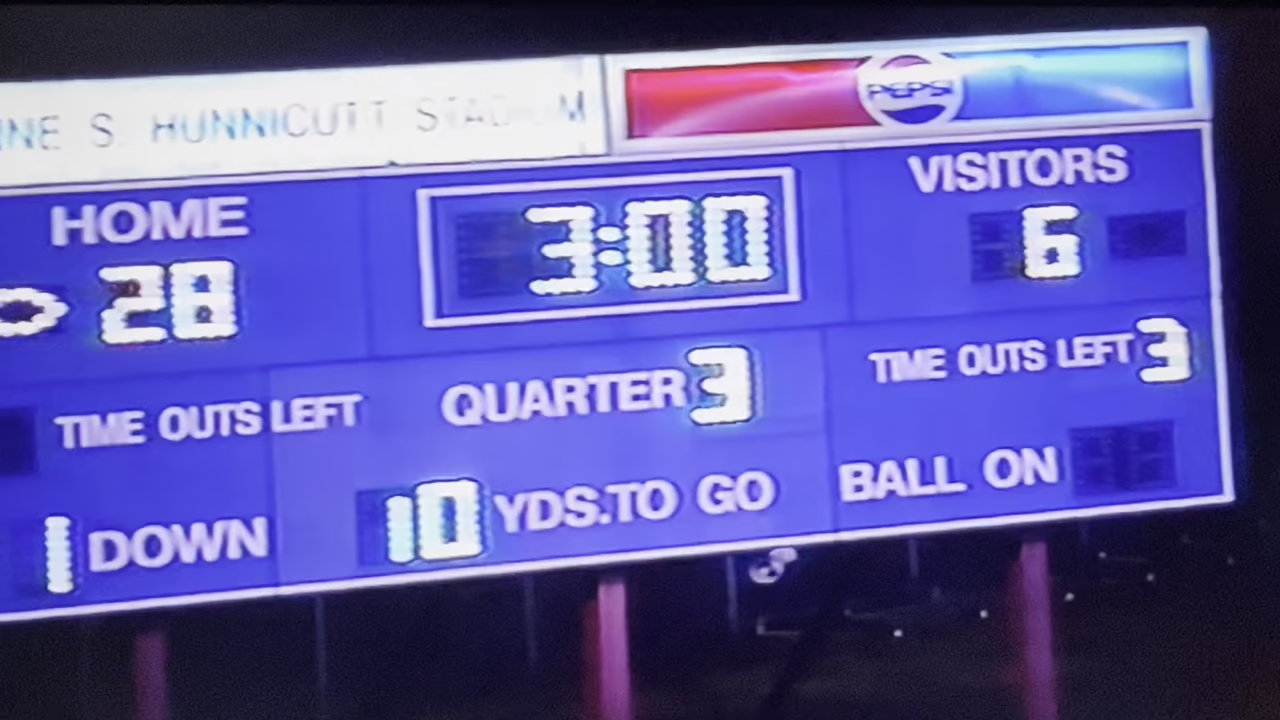 S. HUNNICUTT STADIUM
PEPSI
HOME
28
3:00
VISITORS
6
TIME OUTS LEFT
QUARTER 3
TIME OUTS LEFT 3
1 DOWN
10 YDS.TO GO
BALL ON